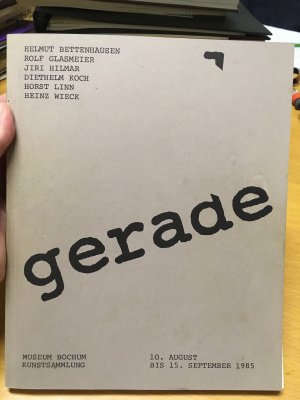 HELMUT BETTENHAUSEN
ROLF GLASMEIER
JIRI HILMAR
DIETHELM KOCH
HORST LINN
HEINZ WIECK
gerade
MUSEUM BOCHUM
KUNSTSAMMLUNG
10. AUGUST
BIS 15. SEPTEMBER 1985